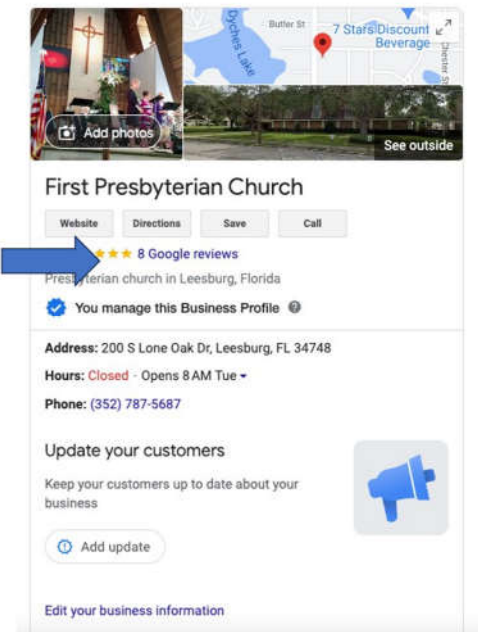 Butler St
7 Stars Discount
Beverage
Dyches Lake
Chester St
Add photos
See outside
First Presbyterian Church
Website Directions Save Call
8 Google reviews
Presbyterian church in Leesburg, Florida
You manage this Business Profile
Address: 200 S Lone Oak Dr, Leesburg, FL 34748
Hours: Closed · Opens 8 AM Tue
Phone: (352) 787-5687
Update your customers
Keep your customers up to date about your
business
Add update
Edit your business information